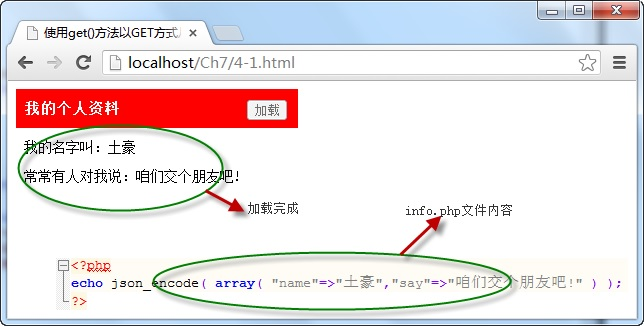 使用get()方法以GET方式
localhost/Ch7/4-1.html
我的个人资料
加载
我的名字叫：土豪
常常有人对我说：咱们交个朋友吧！
加载完成
info.php文件内容
<?php
echo json_encode( array( "name"=>"土豪","say"=>"咱们交个朋友吧!" ) );
?>